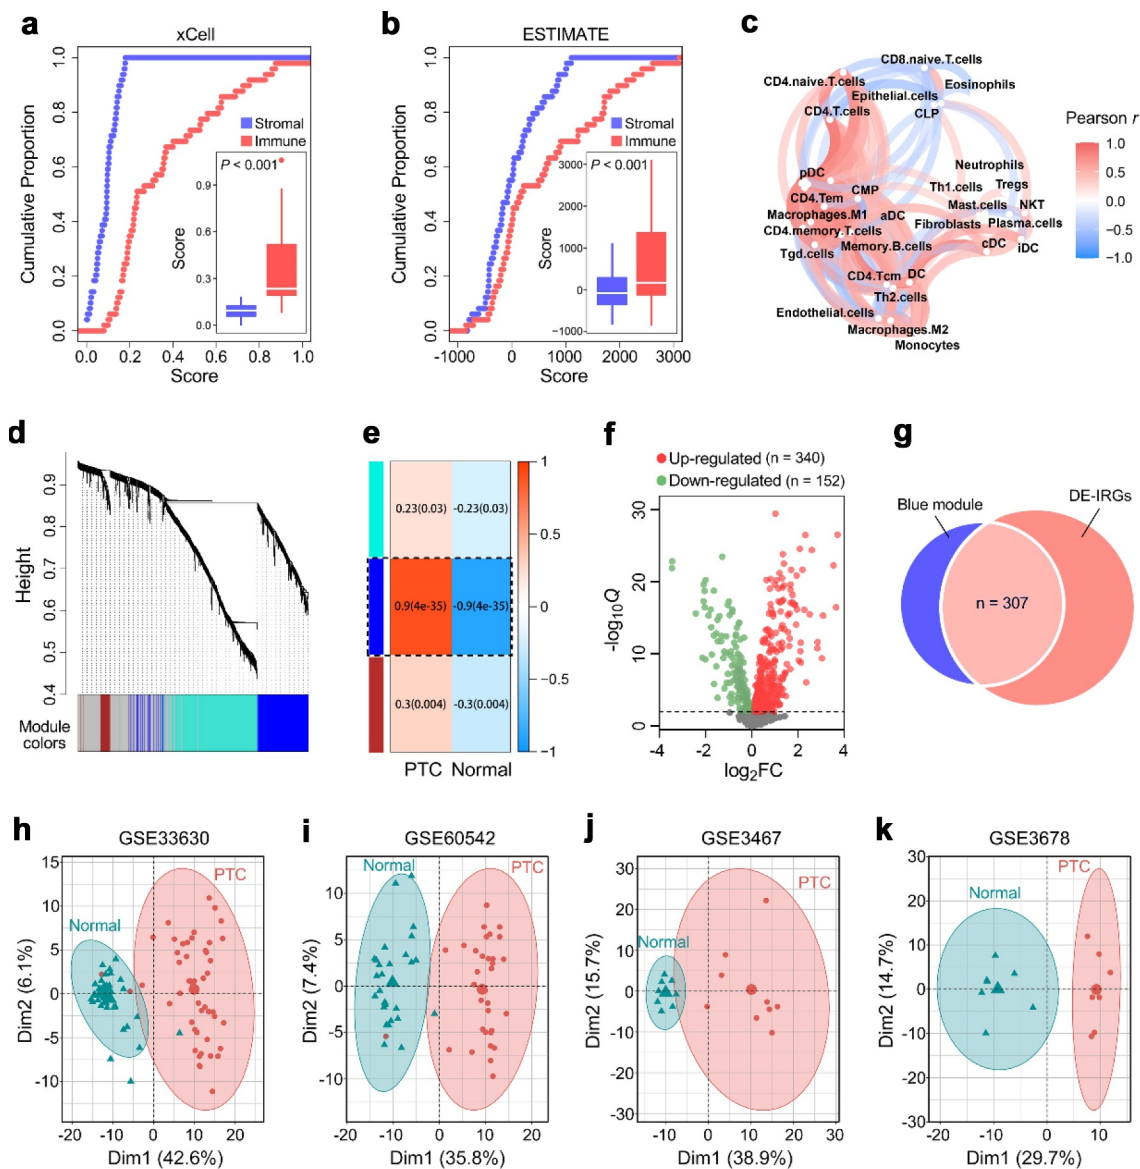 a
xCell
Cumulative Proportion
1.0
0.8
0.6
0.4
0.2
0.0
Stromal
Immune
P < 0.001
Score
0.9
0.6
0.3
0.0
0.0 0.2 0.4 0.6 0.8 1.0
Score
b
ESTIMATE
Cumulative Proportion
1.0
0.8
0.6
0.4
0.2
0.0
Stromal
Immune
P < 0.001
Score
3000
2000
1000
0
-1000
-1000 0 1000 2000 3000
Score
c
CD8.naive.T.cells
CD4.naive.T.cells
Eosinophils
Epithelial.cells
CD4.T.cells
CLP
Neutrophils
pDC
Th1.cells
Tregs
CMP
CD4.Tem
Mast.cells
NKT
Macrophages.M1
aDC
Fibroblasts
Plasma.cells
CD4.memory.T.cells
cDC
iDC
Memory.B.cells
Tgd.cells
CD4.Tcm
DC
Th2.cells
Endothelial.cells
Macrophages.M2
Monocytes
Pearson r
1.0
0.5
0.0
−0.5
−1.0
d
Height
0.9
0.8
0.7
0.6
0.5
0.4
Module
colors
e
0.23(0.03) -0.23(0.03)
0.9(4e-35) -0.9(4e-35)
0.3(0.004) -0.3(0.004)
PTC Normal
1
0.5
0
−0.5
−1
f
Up-regulated (n = 340)
Down-regulated (n = 152)
-log10Q
30
20
10
0
-4 -2 0 2 4
log2FC
g
Blue module
DE-IRGs
n = 307
h
GSE33630
PTC
Normal
Dim2 (6.1%)
15
10
5
0
-5
-10
-20 -10 0 10 20
Dim1 (42.6%)
i
GSE60542
Normal
PTC
Dim2 (7.4%)
10
5
0
-5
-10
-20 -10 0 10 20
Dim1 (35.8%)
j
GSE3467
PTC
Normal
Dim2 (15.7%)
30
20
10
0
-10
-20
-30
-10 0 10 20 30
Dim1 (38.9%)
k
GSE3678
PTC
Normal
Dim2 (14.7%)
30
20
10
0
-10
-20
-30
-20 -10 0 10
Dim1 (29.7%)